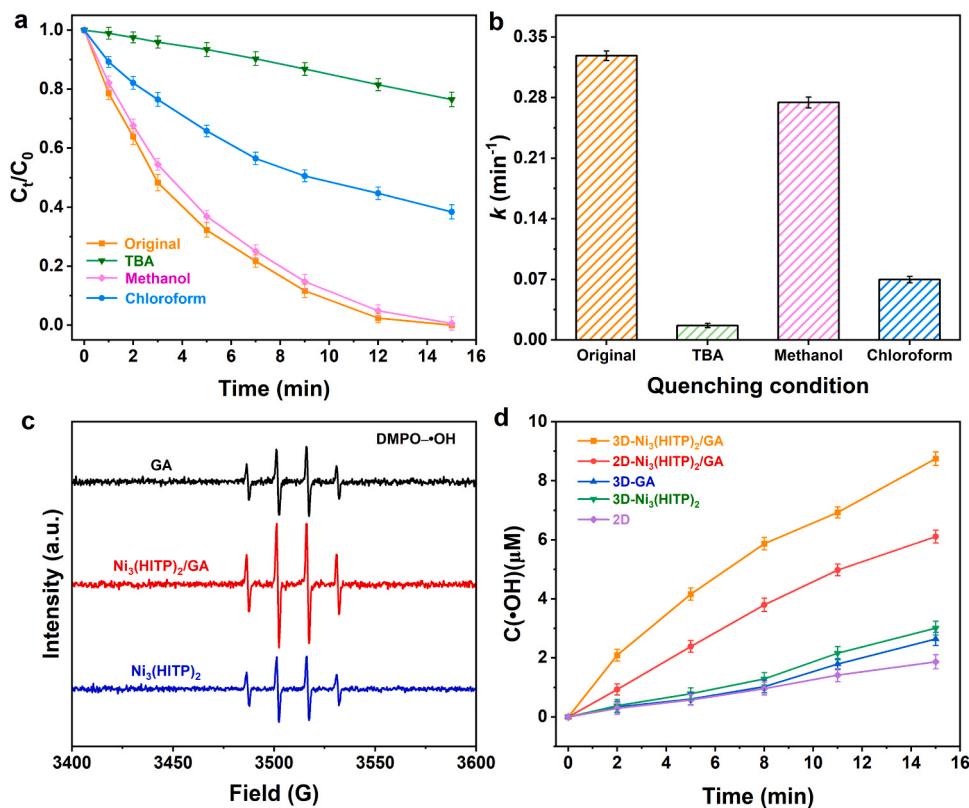 a
1.0
0.8
0.6
0.4
0.2
0.0
Cₜ/C₀
Original
TBA
Methanol
Chloroform
0 2 4 6 8 10 12 14 16
Time (min)
b
0.35
0.28
0.21
0.14
0.07
0.00
k (min⁻¹)
Original TBA Methanol Chloroform
Quenching condition
c
DMPO–•OH
GA
Ni₃(HITP)₂/GA
Ni₃(HITP)₂
Intensity (a.u.)
3400 3450 3500 3550 3600
Field (G)
d
10
8
6
4
2
0
C(•OH)(μM)
3D-Ni₃(HITP)₂/GA
2D-Ni₃(HITP)₂/GA
3D-GA
3D-Ni₃(HITP)₂
2D
0 2 4 6 8 10 12 14 16
Time (min)